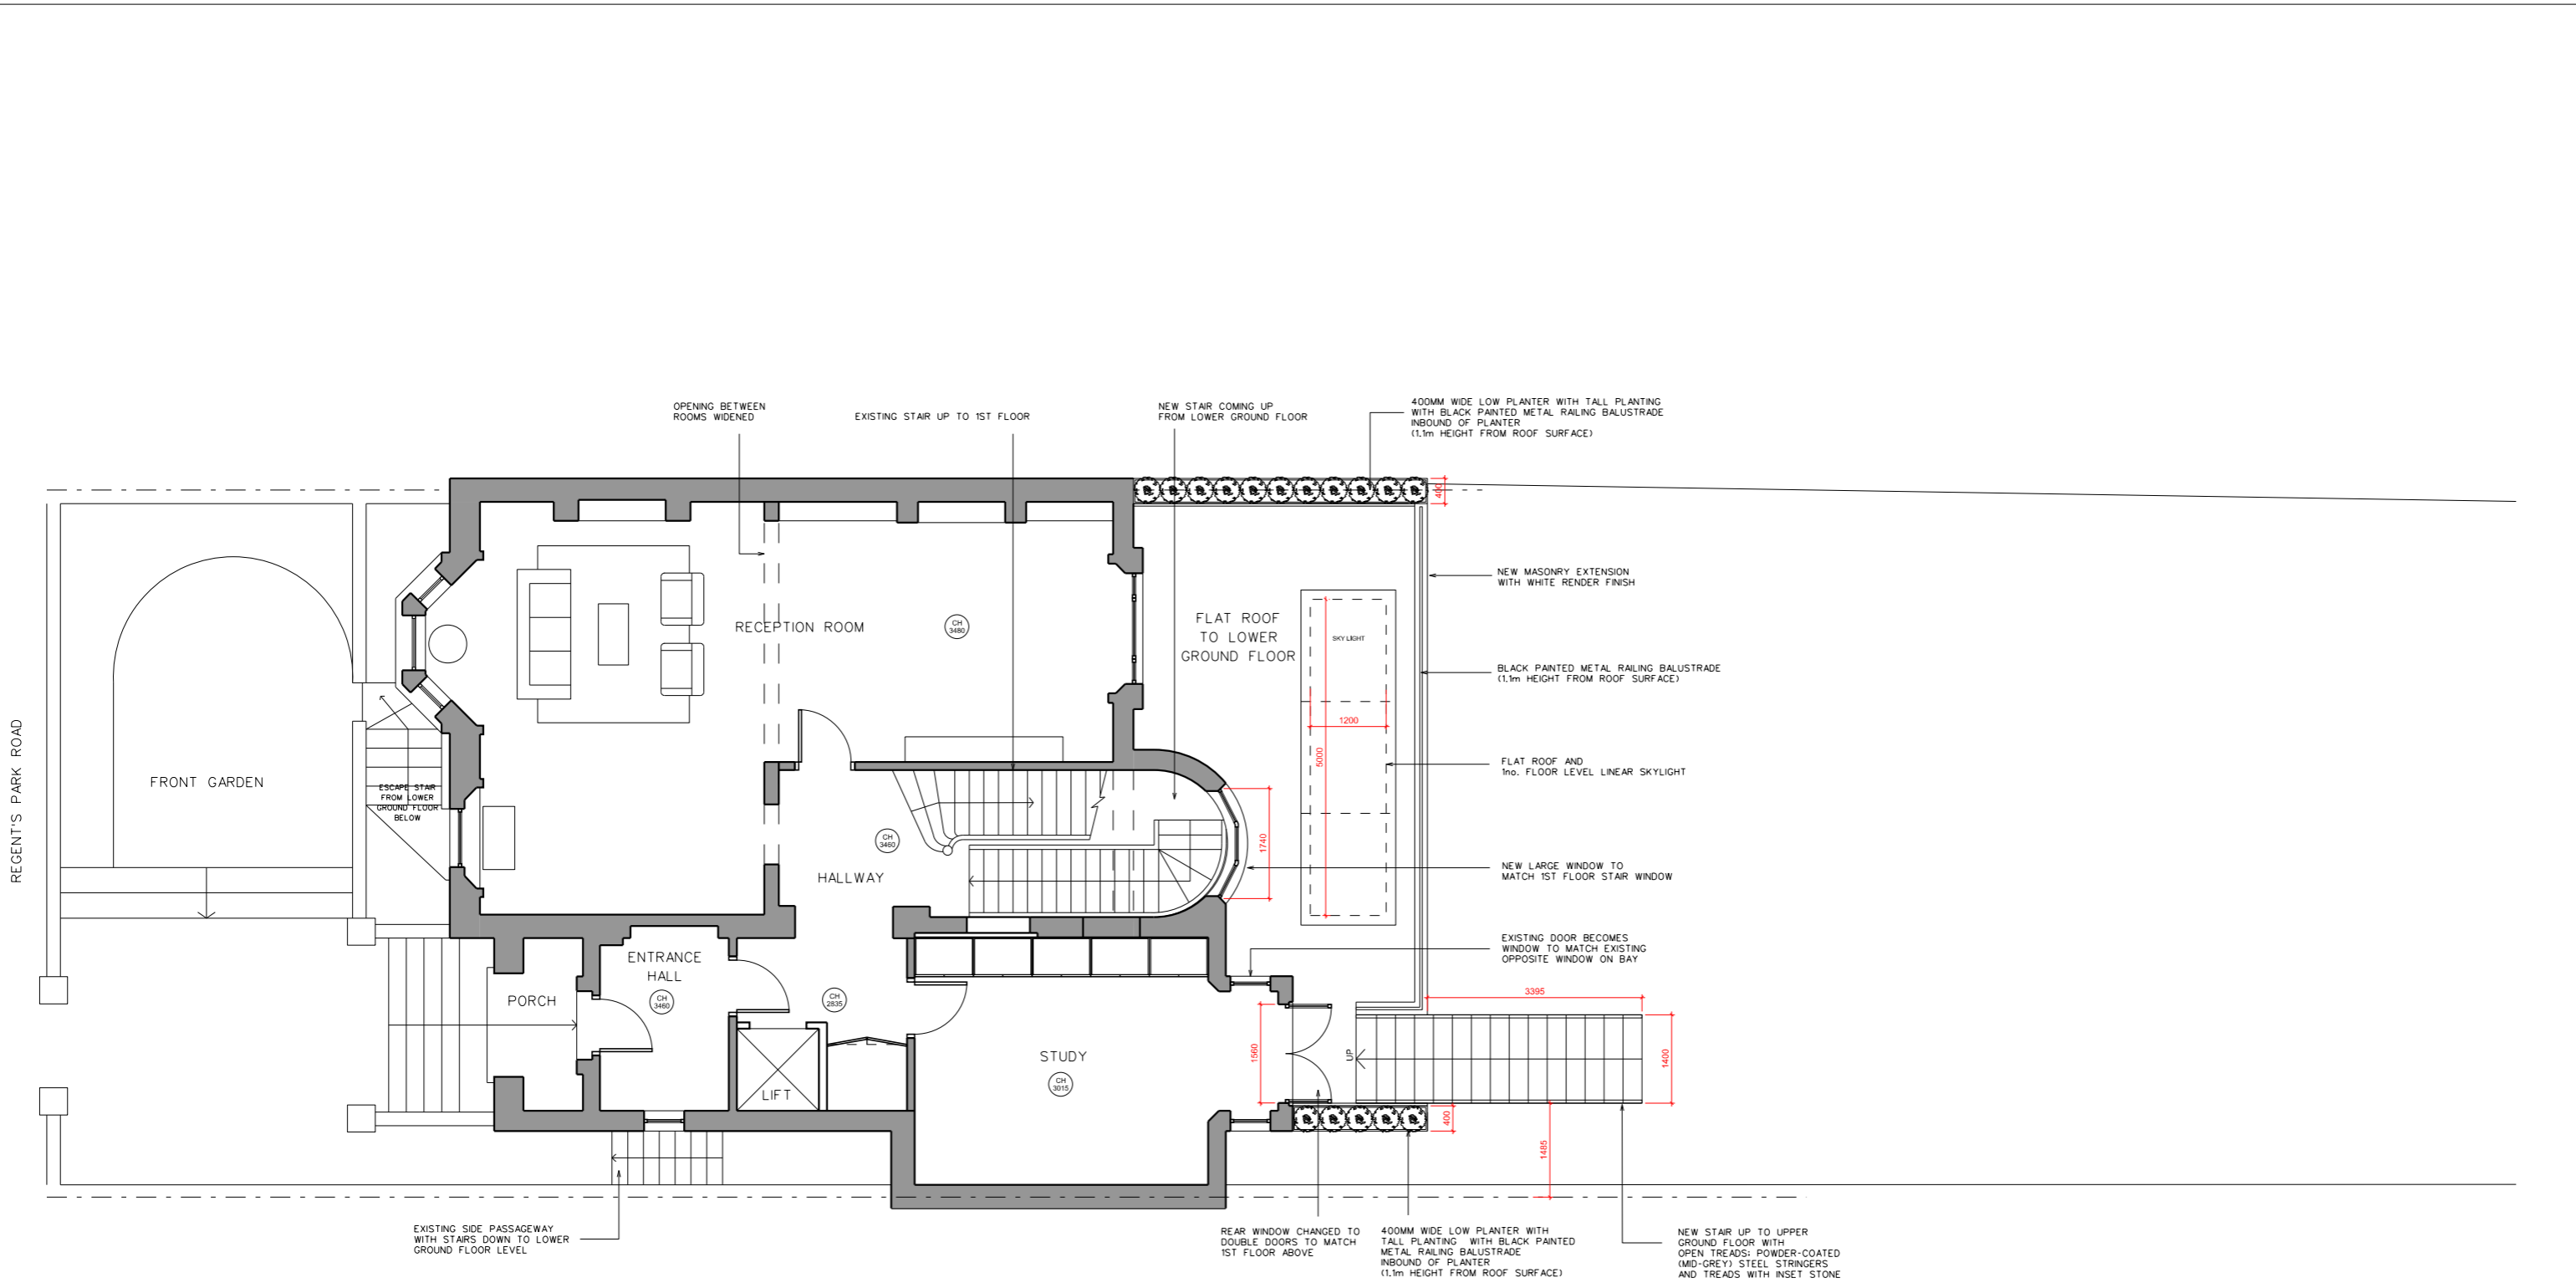 OPENING BETWEEN
ROOMS WIDENED
EXISTING STAIR UP TO 1ST FLOOR
NEW STAIR COMING UP
FROM LOWER GROUND FLOOR
400MM WIDE LOW PLANTER WITH TALL PLANTING
WITH BLACK PAINTED METAL RAILING BALUSTRADE
INBOUND OF PLANTER
(1.1m HEIGHT FROM ROOF SURFACE)
400
NEW MASONRY EXTENSION
WITH WHITE RENDER FINISH
FLAT ROOF
TO LOWER
GROUND FLOOR
SKYLIGHT
RECEPTION ROOM
CH
3480
BLACK PAINTED METAL RAILING BALUSTRADE
(1.1m HEIGHT FROM ROOF SURFACE)
1200
5000
FLAT ROOF AND
1no. FLOOR LEVEL LINEAR SKYLIGHT
REGENT'S PARK ROAD
FRONT GARDEN
ESCAPE STAIR
FROM LOWER
GROUND FLOOR
BELOW
CH
3460
HALLWAY
1740
NEW LARGE WINDOW TO
MATCH 1ST FLOOR STAIR WINDOW
EXISTING DOOR BECOMES
WINDOW TO MATCH EXISTING
OPPOSITE WINDOW ON BAY
ENTRANCE
HALL
CH
3460
PORCH
CH
2835
3395
STUDY
CH
3015
LIFT
1560
UP
1400
400
1485
EXISTING SIDE PASSAGEWAY
WITH STAIRS DOWN TO LOWER
GROUND FLOOR LEVEL
REAR WINDOW CHANGED TO
DOUBLE DOORS TO MATCH
1ST FLOOR ABOVE
400MM WIDE LOW PLANTER WITH
TALL PLANTING WITH BLACK PAINTED
METAL RAILING BALUSTRADE
INBOUND OF PLANTER
(1.1m HEIGHT FROM ROOF SURFACE)
NEW STAIR UP TO UPPER
GROUND FLOOR WITH
OPEN TREADS: POWDER-COATED
(MID-GREY) STEEL STRINGERS
AND TREADS WITH INSET STONE